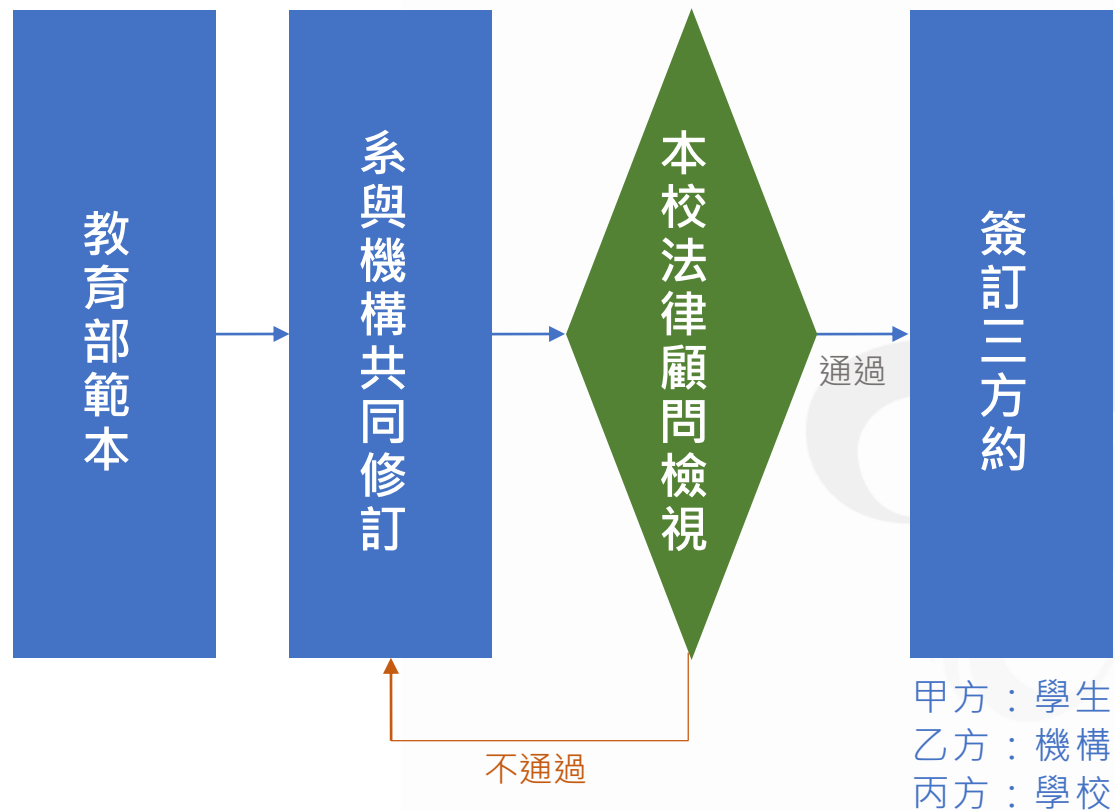 教育部範本
系與機構共同修訂
本校法律顧問檢視
通過
簽訂三方約
不通過
甲方：學生
乙方：機構
丙方：學校